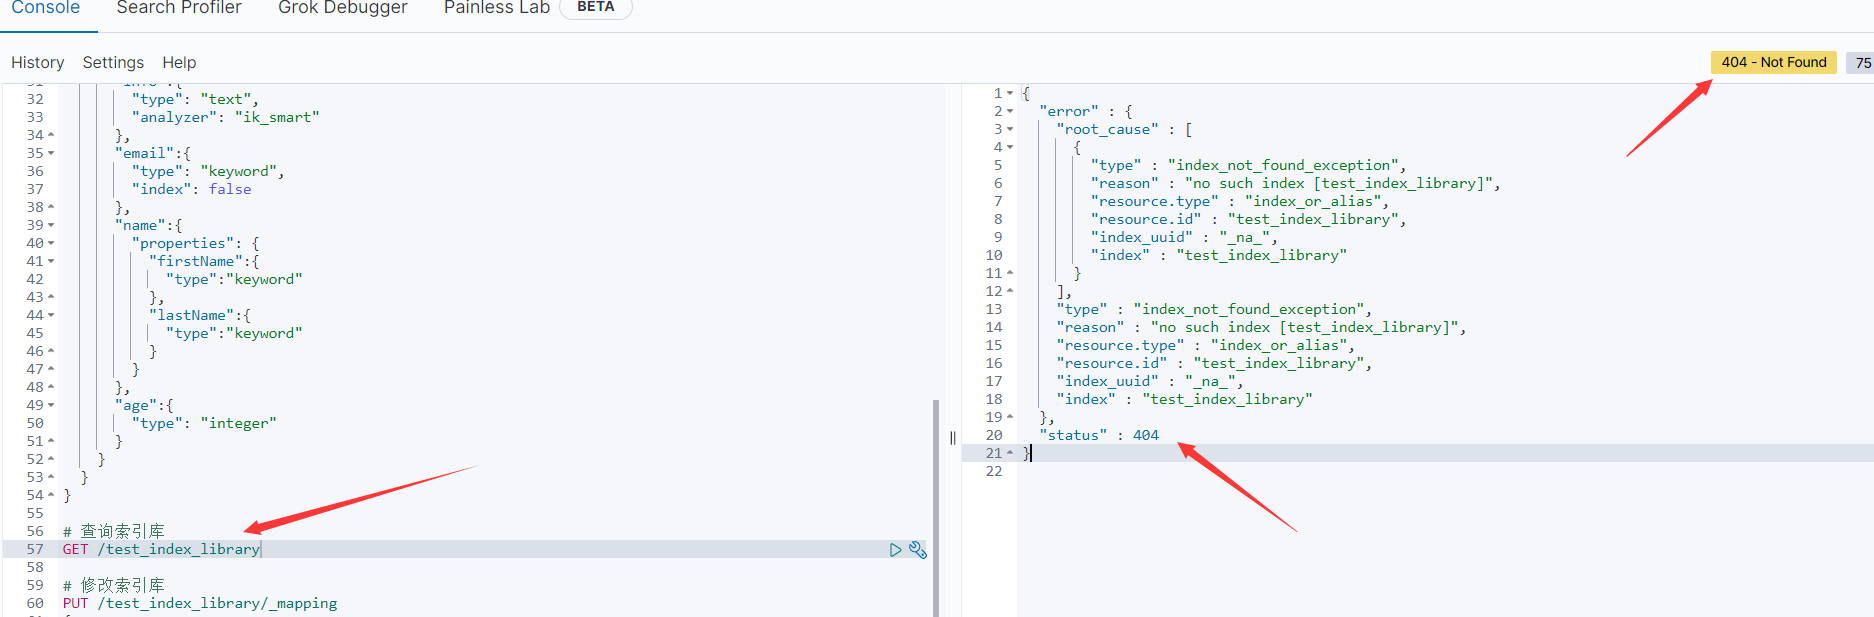 Console Search Profiler Grok Debugger Painless Lab BETA
History Settings Help
404 - Not Found 75
32 "type": "text",
33 "analyzer": "ik_smart"
34 },
35 "email":{
36 "type": "keyword",
37 "index": false
38 },
39 "name":{
40 "properties": {
41 "firstName":{
42 "type":"keyword"
43 },
44 "lastName":{
45 "type":"keyword"
46 }
47 }
48 },
49 "age":{
50 "type": "integer"
51 }
52 }
53 }
54 }
55
56 # 查询索引库
57 GET /test_index_library
58
59 # 修改索引库
60 PUT /test_index_library/_mapping
1 {
2 "error" : {
3 "root_cause" : [
4 {
5 "type" : "index_not_found_exception",
6 "reason" : "no such index [test_index_library]",
7 "resource.type" : "index_or_alias",
8 "resource.id" : "test_index_library",
9 "index_uuid" : "_na_",
10 "index" : "test_index_library"
11 }
12 ],
13 "type" : "index_not_found_exception",
14 "reason" : "no such index [test_index_library]",
15 "resource.type" : "index_or_alias",
16 "resource.id" : "test_index_library",
17 "index_uuid" : "_na_",
18 "index" : "test_index_library"
19 },
20 "status" : 404
21 }
22